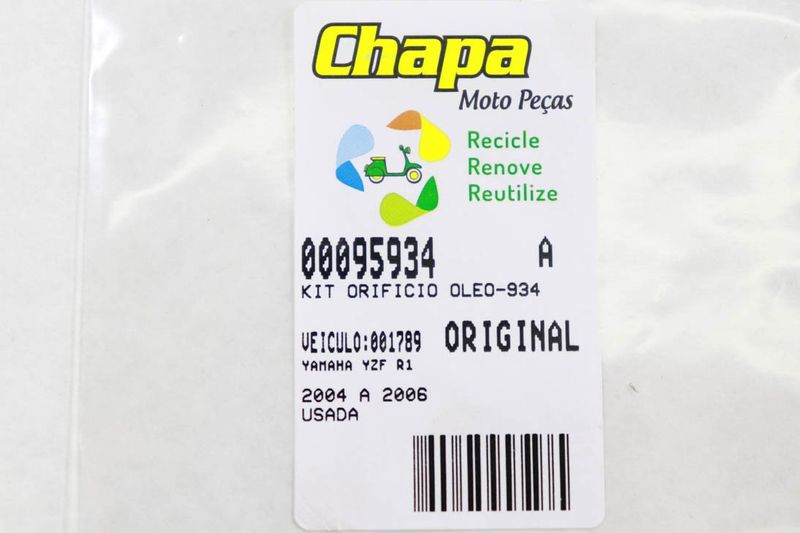 Chapa
Moto Peças
Recicle
Renove
Reutilize
00095934 A
KIT ORIFICIO OLEO-934
VEICULO:001789 ORIGINAL
YAMAHA YZF R1
2004 A 2006
USADA